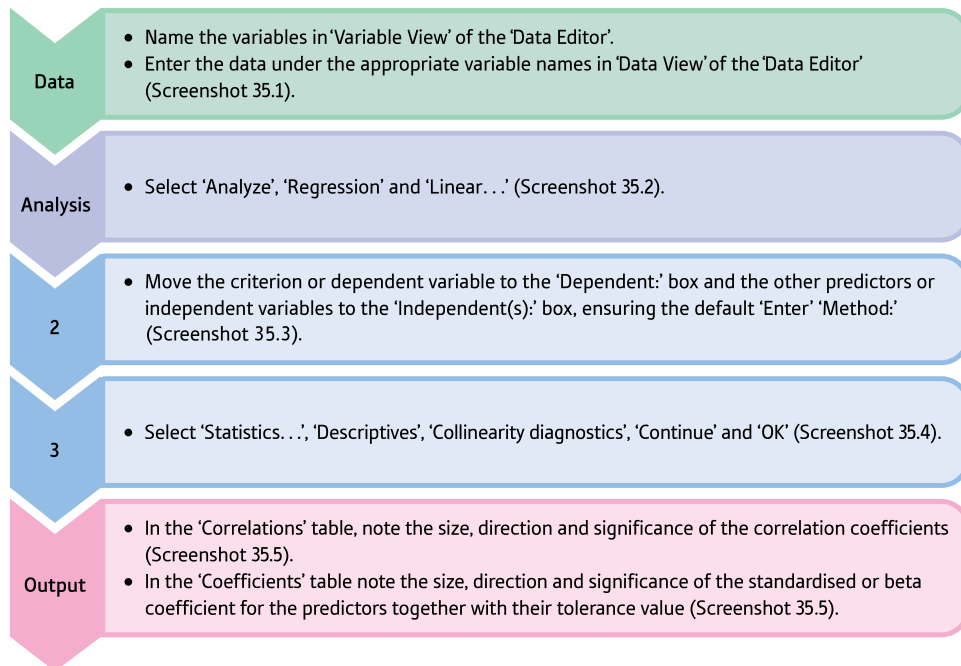 Data
• Name the variables in ‘Variable View’ of the ‘Data Editor’.
• Enter the data under the appropriate variable names in ‘Data View’ of the ‘Data Editor’
(Screenshot 35.1).
Analysis
• Select ‘Analyze’, ‘Regression’ and ‘Linear. . .’ (Screenshot 35.2).
2
• Move the criterion or dependent variable to the ‘Dependent:’ box and the other predictors or
independent variables to the ‘Independent(s):’ box, ensuring the default ‘Enter’ ‘Method:’
(Screenshot 35.3).
3
• Select ‘Statistics. . .’, ‘Descriptives’, ‘Collinearity diagnostics’, ‘Continue’ and ‘OK’ (Screenshot 35.4).
Output
• In the ‘Correlations’ table, note the size, direction and significance of the correlation coefficients
(Screenshot 35.5).
• In the ‘Coefficients’ table note the size, direction and significance of the standardised or beta
coefficient for the predictors together with their tolerance value (Screenshot 35.5).